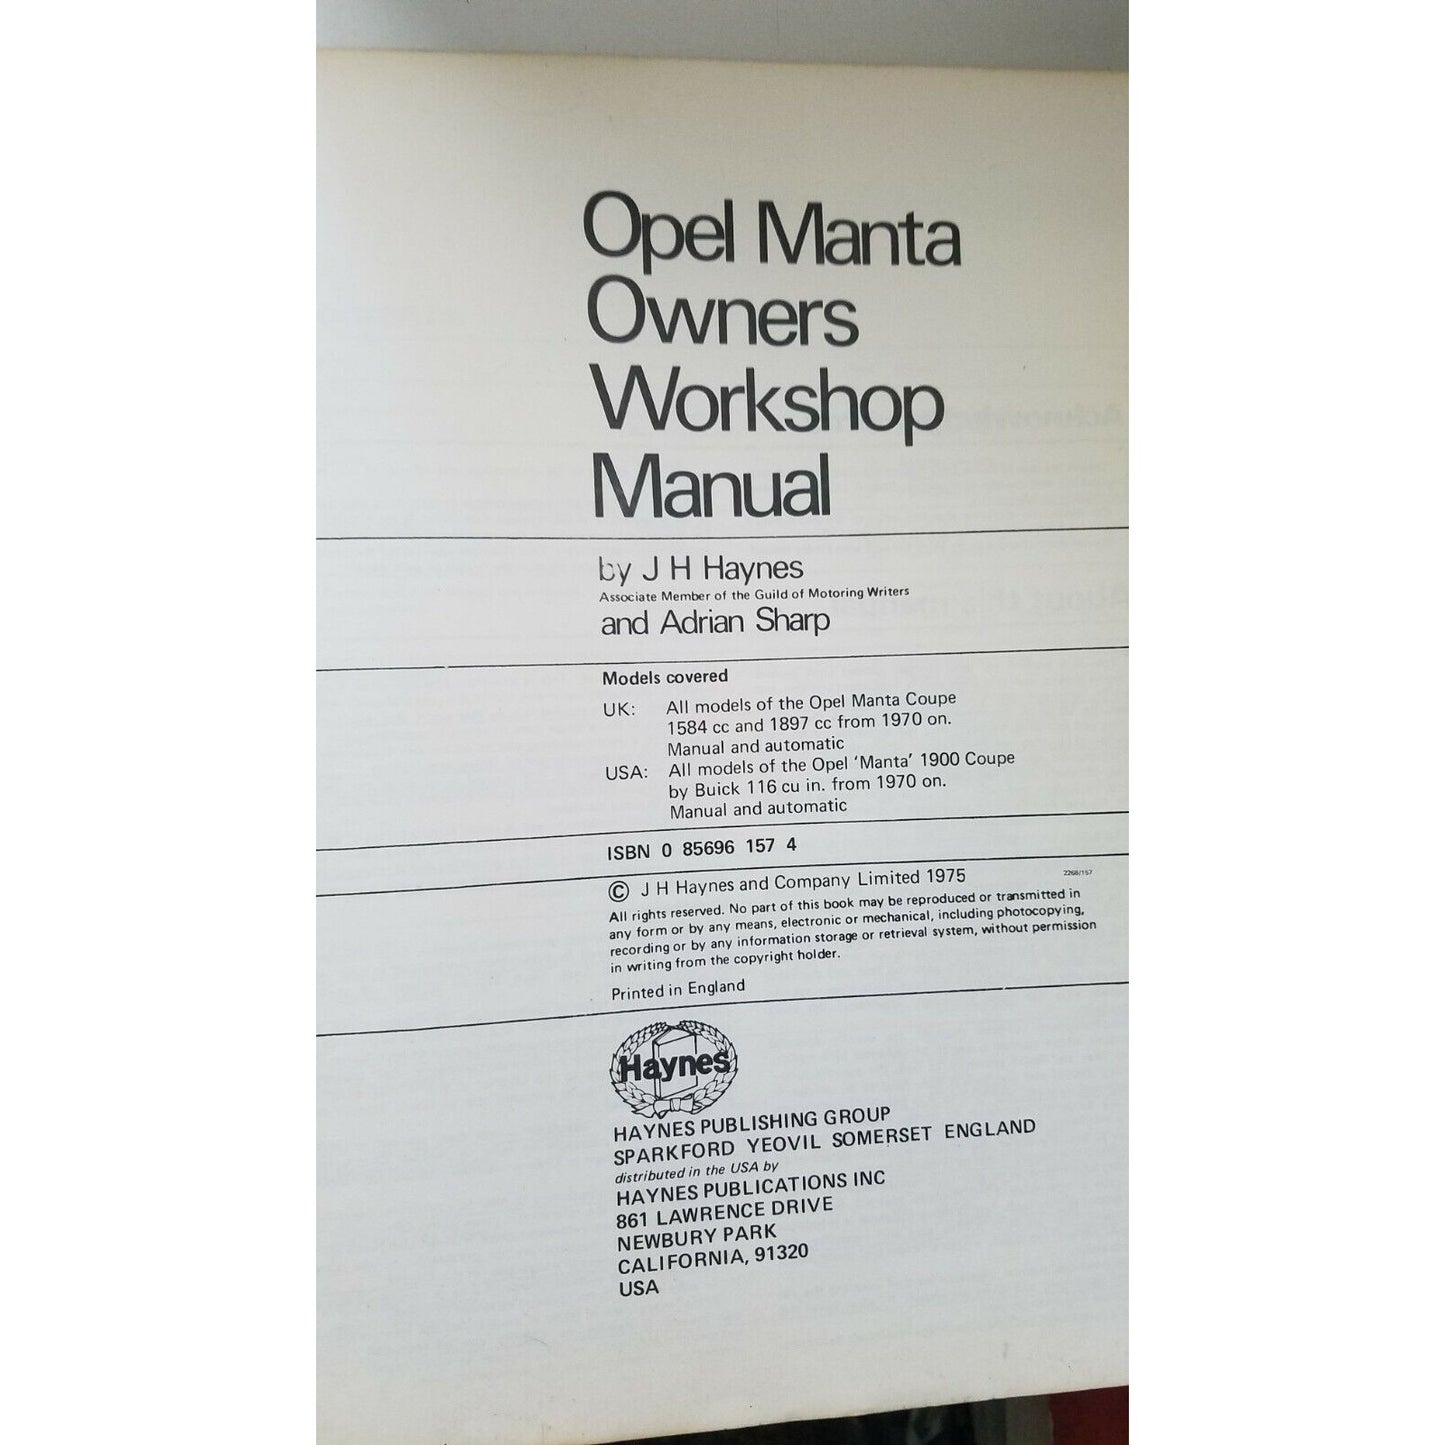 Opel Manta
Owners
Workshop
Manual
by J H Haynes
Associate Member of the Guild of Motoring Writers
and Adrian Sharp
Models covered
UK: All models of the Opel Manta Coupe
1584 cc and 1897 cc from 1970 on.
Manual and automatic
USA: All models of the Opel 'Manta' 1900 Coupe
by Buick 116 cu in. from 1970 on.
Manual and automatic
ISBN 0 85696 157 4
© J H Haynes and Company Limited 1975
2268/157
All rights reserved. No part of this book may be reproduced or transmitted in
any form or by any means, electronic or mechanical, including photocopying,
recording or by any information storage or retrieval system, without permission
in writing from the copyright holder.
Printed in England
Haynes
HAYNES PUBLISHING GROUP
SPARKFORD YEOVIL SOMERSET ENGLAND
distributed in the USA by
HAYNES PUBLICATIONS INC
861 LAWRENCE DRIVE
NEWBURY PARK
CALIFORNIA, 91320
USA